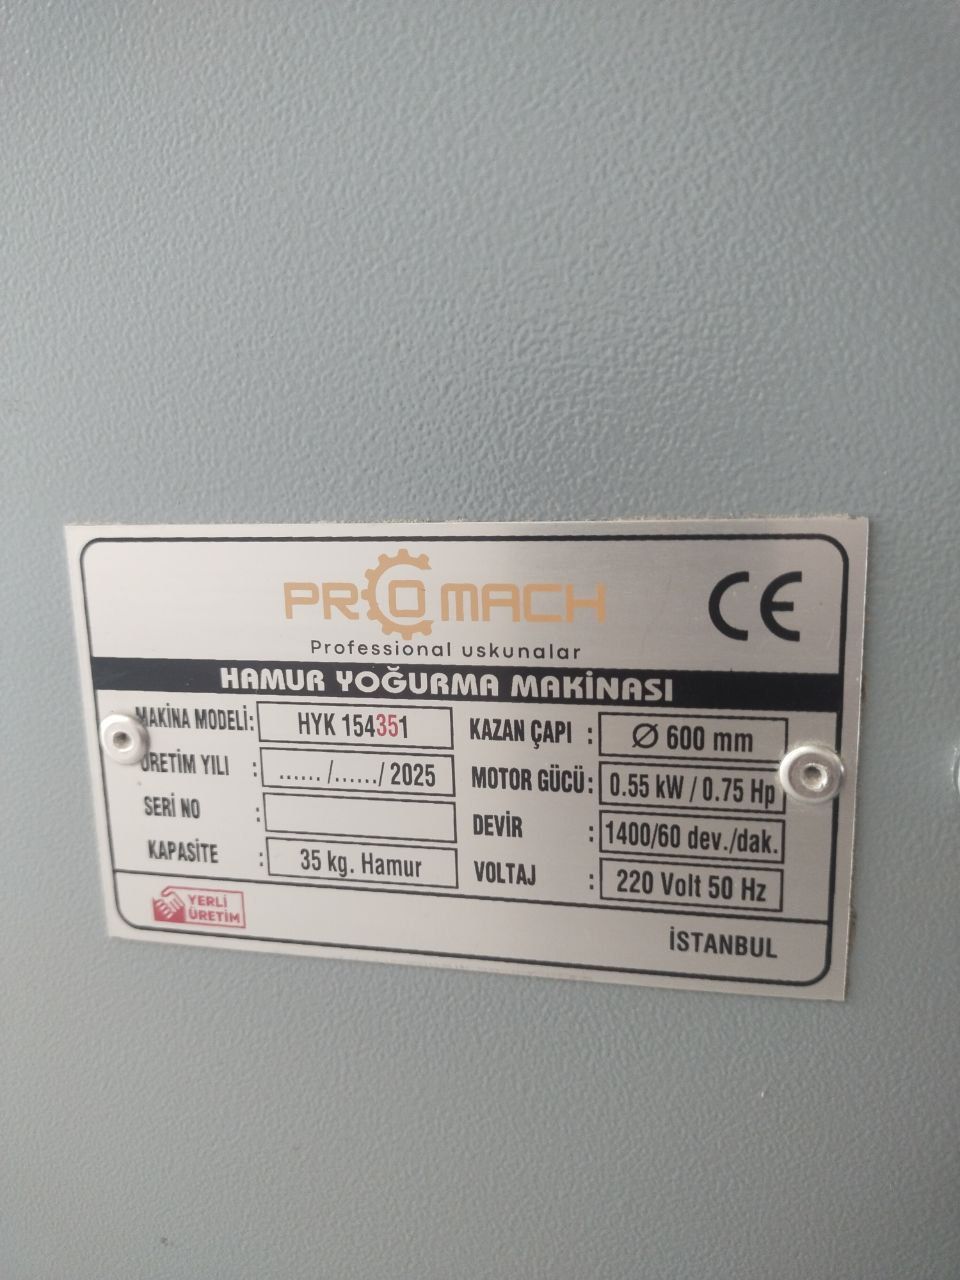 PROMACH
Professional uskunalar
CE
HAMUR YOĞURMA MAKİNASI
MAKİNA MODELİ: HYK 154351
ÜRETİM YILI : ...... /....../ 2025
SERİ NO :
KAPASİTE : 35 kg. Hamur
KAZAN ÇAPI : Ø 600 mm
MOTOR GÜCÜ: 0.55 kW / 0.75 Hp
DEVİR : 1400/60 dev./dak.
VOLTAJ : 220 Volt 50 Hz
YERLİ
ÜRETİM
İSTANBUL